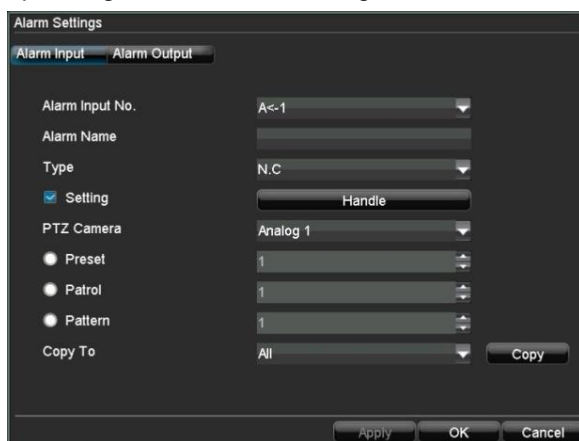 Alarm Settings
Alarm Input Alarm Output
Alarm Input No. A<-1
Alarm Name
Type N.C
Setting Handle
PTZ Camera Analog 1
Preset 1
Patrol 1
Pattern 1
Copy To All Copy
Apply OK Cancel